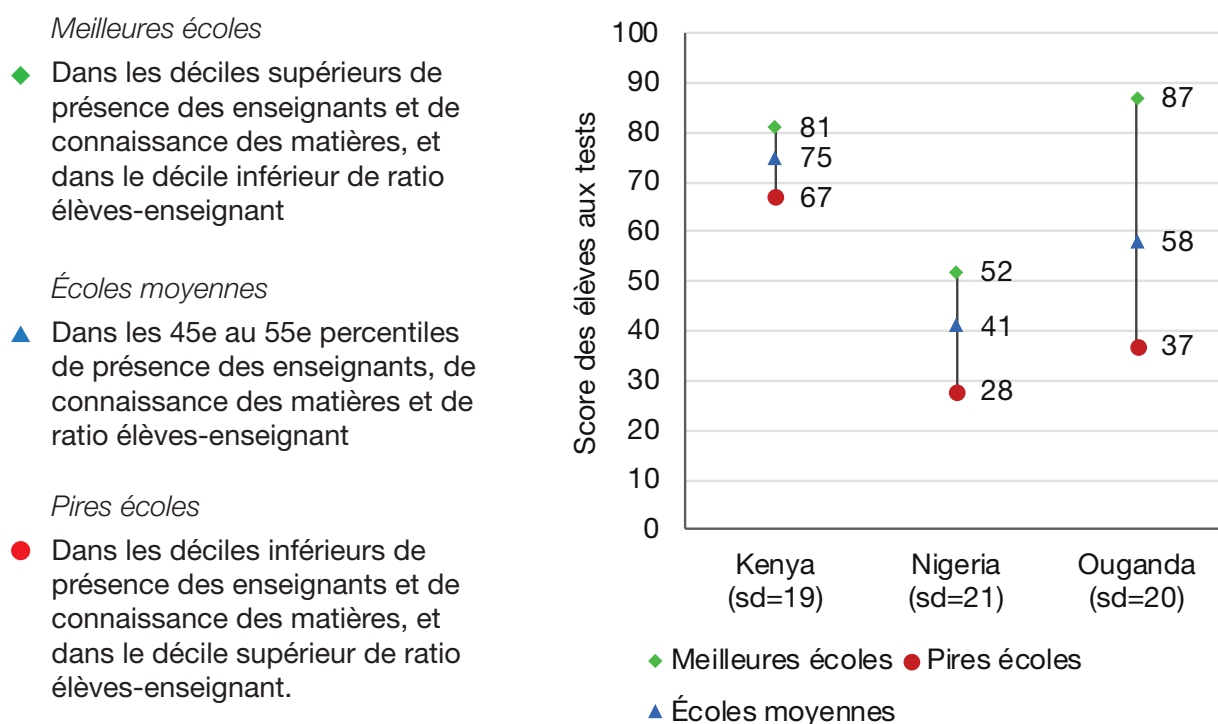 Meilleures écoles
Dans les déciles supérieurs de
présence des enseignants et de
connaissance des matières, et
dans le décile inférieur de ratio
élèves-enseignant
Écoles moyennes
Dans les 45e au 55e percentiles
de présence des enseignants, de
connaissance des matières et de
ratio élèves-enseignant
Pires écoles
Dans les déciles inférieurs de
présence des enseignants et de
connaissance des matières, et
dans le décile supérieur de ratio
élèves-enseignant.
Score des élèves aux tests
100
90
80
70
60
50
40
30
20
10
0
81
75
67
52
41
28
87
58
37
Kenya
(sd=19)
Nigeria
(sd=21)
Ouganda
(sd=20)
Meilleures écoles
Pires écoles
Écoles moyennes